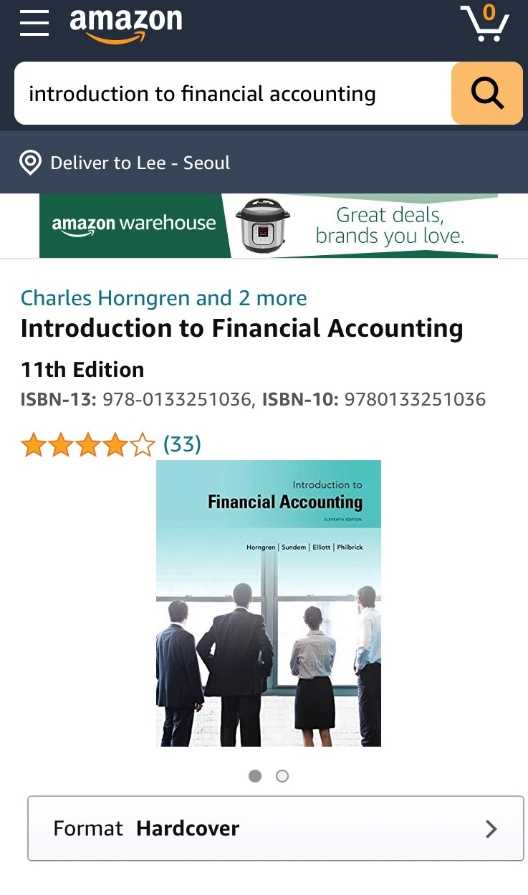 amazon
0
introduction to financial accounting
Deliver to Lee - Seoul
amazon warehouse
Great deals,
brands you love.
Charles Horngren and 2 more
Introduction to Financial Accounting
11th Edition
ISBN-13: 978-0133251036, ISBN-10: 9780133251036
(33)
Introduction to
Financial Accounting
ELEVENTH EDITION
Horngren | Sundem | Elliott | Philbrick
Format Hardcover